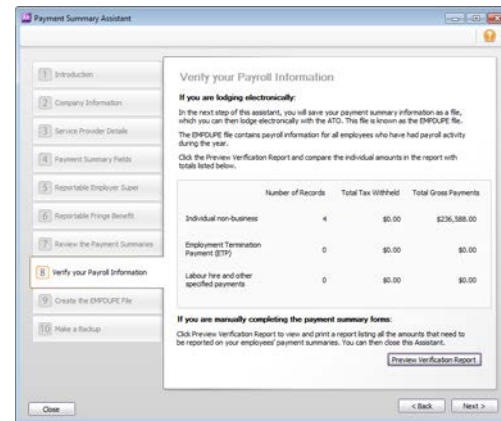 Payment Summary Assistant
1 Introduction
2 Company Information
3 Service Provider Details
4 Payment Summary Fields
5 Reportable Employer Super
6 Reportable Fringe Benefit
7 Review the Payment Summaries
8 Verify your Payroll Information
9 Create the EMPDUPE File
10 Make a Backup
Verify your Payroll Information
If you are lodging electronically:
In the next step of this assistant, you will save your payment summary information as a file,
which you can then lodge electronically with the ATO. This file is known as the EMPDUPE file.
The EMPDUPE file contains payroll information for all employees who have had payroll activity
during the year.
Click the Preview Verification Report and compare the individual amounts in the report with
totals listed below.
Number of Records Total Tax Withheld Total Gross Payments
Individual non-business 4 $0.00 $236,588.00
Employment Termination
Payment (ETP) 0 $0.00 $0.00
Labour hire and other
specified payments 0 $0.00 $0.00
If you are manually completing the payment summary forms:
Click Preview Verification Report to view and print a report listing all the amounts that need to
be reported on your employees' payment summaries. You can then close this Assistant.
Preview Verification Report
Close < Back Next >